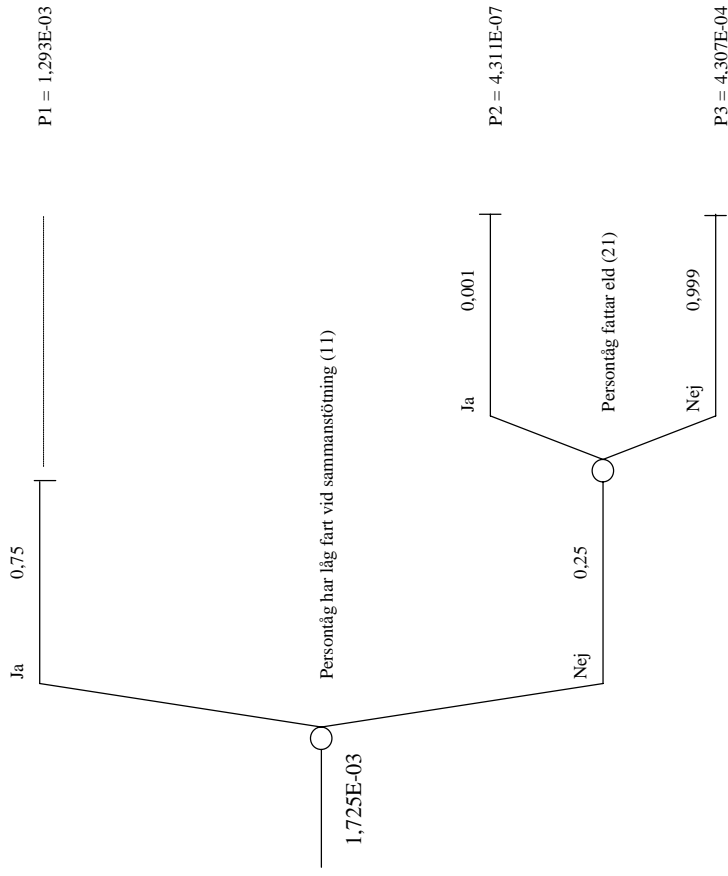 Ja
0,75
P1 = 1,293E-03
Persontåg har låg fart vid sammanstötning (11)
1,725E-03
Ja
0,001
P2 = 4,311E-07
Nej
0,25
Persontåg fattar eld (21)
Nej
0,999
P3 = 4,307E-04